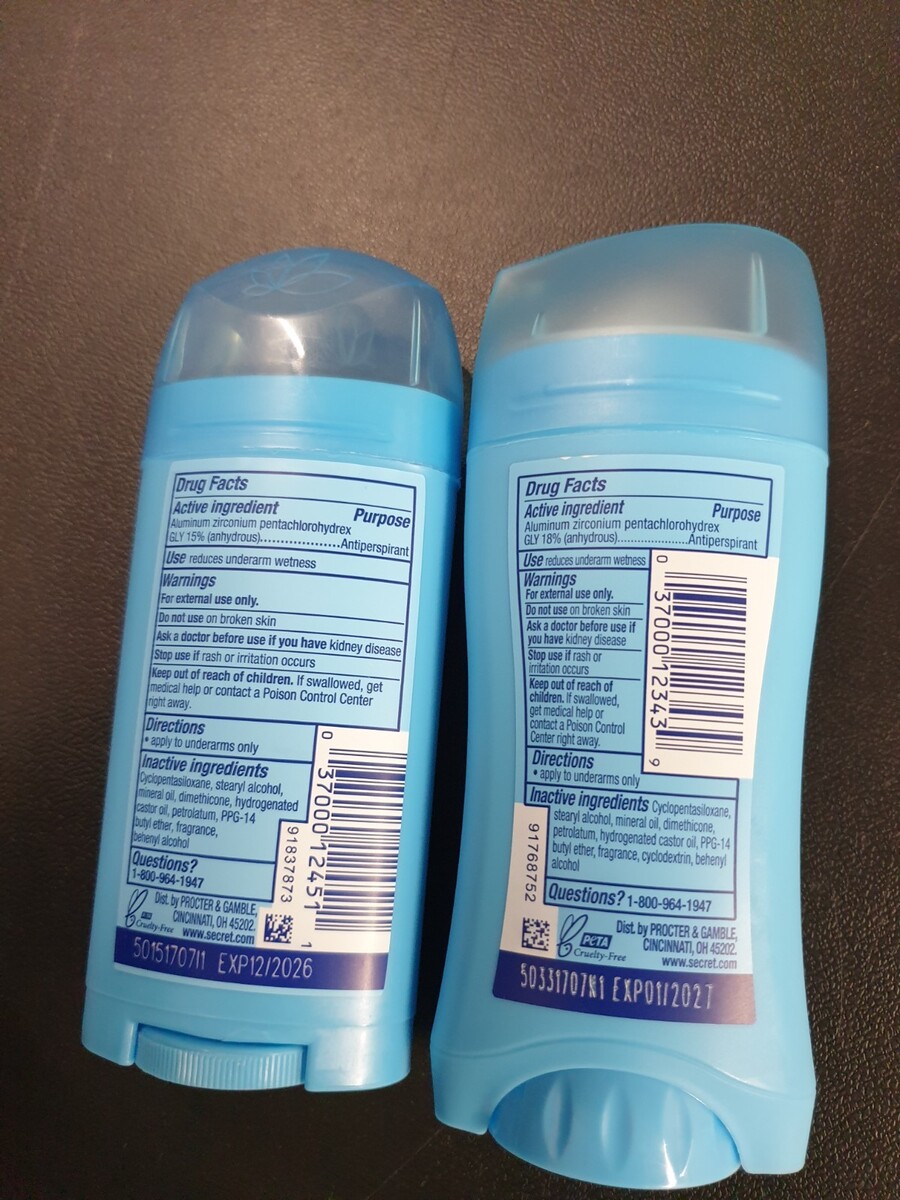 Drug Facts
Active ingredient Purpose
Aluminum zirconium pentachlorohydrex
GLY 15% (anhydrous).....................Antiperspirant
Use reduces underarm wetness
Warnings
For external use only.
Do not use on broken skin
Ask a doctor before use if you have kidney disease
Stop use if rash or irritation occurs
Keep out of reach of children. If swallowed, get
medical help or contact a Poison Control Center
right away.
Directions
• apply to underarms only
Inactive ingredients
Cyclopentasiloxane, stearyl alcohol,
mineral oil, dimethicone, hydrogenated
castor oil, petrolatum, PPG-14
butyl ether, fragrance,
behenyl alcohol
Questions?
1-800-964-1947
0 37000 12451 1
91837873
Cruelty-Free
Dist. by PROCTER & GAMBLE,
CINCINNATI, OH 45202.
www.secret.com
5015170711 EXP12/2026
Drug Facts
Active ingredient Purpose
Aluminum zirconium pentachlorohydrex
GLY 18% (anhydrous).....................Antiperspirant
Use reduces underarm wetness
Warnings
For external use only.
Do not use on broken skin
Ask a doctor before use if
you have kidney disease
Stop use if rash or
irritation occurs
Keep out of reach of
children. If swallowed,
get medical help or
contact a Poison Control
Center right away.
Directions
• apply to underarms only
Inactive ingredients Cyclopentasiloxane,
stearyl alcohol, mineral oil, dimethicone,
petrolatum, hydrogenated castor oil, PPG-14
butyl ether, fragrance, cyclodextrin, behenyl
alcohol
Questions? 1-800-964-1947
0 37000 12343 9
91768752
PETA
Cruelty-Free
Dist. by PROCTER & GAMBLE,
CINCINNATI, OH 45202.
www.secret.com
50331707N1 EXP01/2027